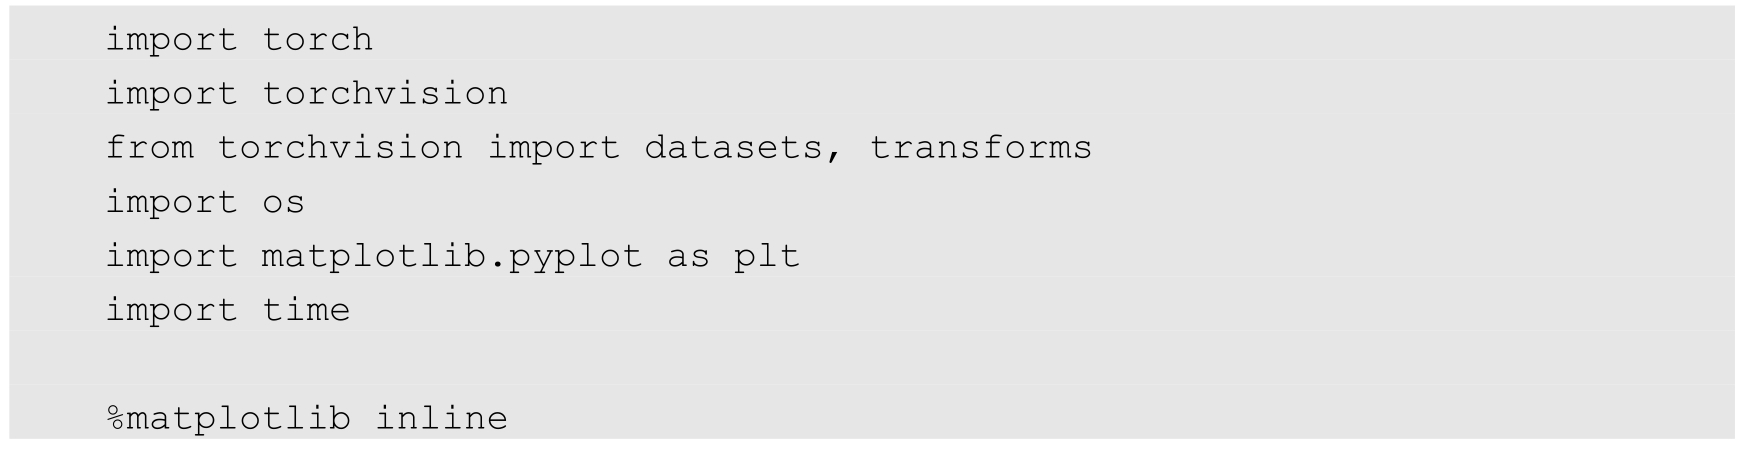 import torch
import torchvision
from torchvision import datasets, transforms
import os
import matplotlib.pyplot as plt
import time
%matplotlib inline